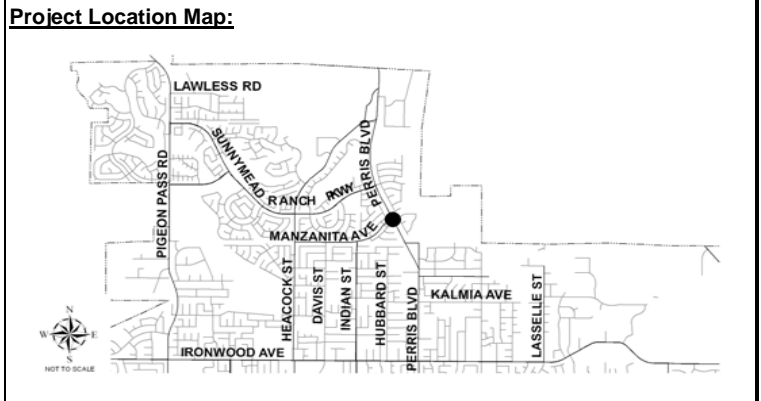 Project Location Map:
LAWLESS RD
SUNNYMEAD
RANCH
PKWY
PERRIS BLVD
PIGEON PASS RD
MANZANITA AVE
HEACOCK ST
DAVIS ST
INDIAN ST
HUBBARD ST
PERRIS BLVD
KALMIA AVE
LASSELLE ST
IRONWOOD AVE
N
W
E
S
NOT TO SCALE